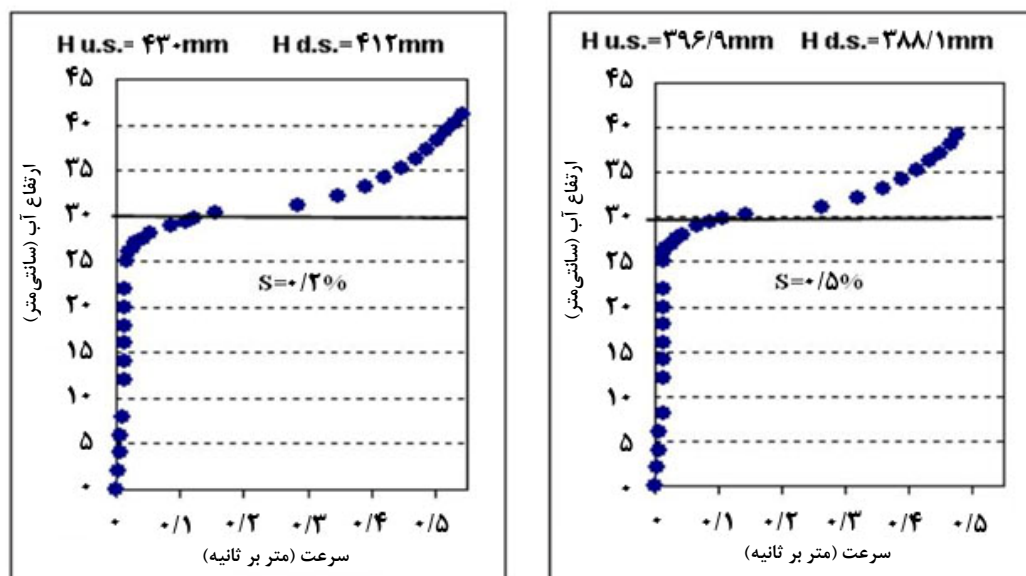 H u.s.= ۴۳۰mm H d.s.= ۴۱۲mm
ارتفاع آب (سانتی‌متر)
۴۵
۴۰
۳۵
۳۰
۲۵
۲۰
۱۵
۱۰
۵
۰
S=۰/۲%
۰ ۰/۱ ۰/۲ ۰/۳ ۰/۴ ۰/۵
سرعت (متر بر ثانیه)
H u.s.=۳۹۶/۹mm H d.s.=۳۸۸/۱mm
ارتفاع آب (سانتی‌متر)
۴۵
۴۰
۳۵
۳۰
۲۵
۲۰
۱۵
۱۰
۵
۰
S=۰/۵%
۰ ۰/۱ ۰/۲ ۰/۳ ۰/۴ ۰/۵
سرعت (متر بر ثانیه)